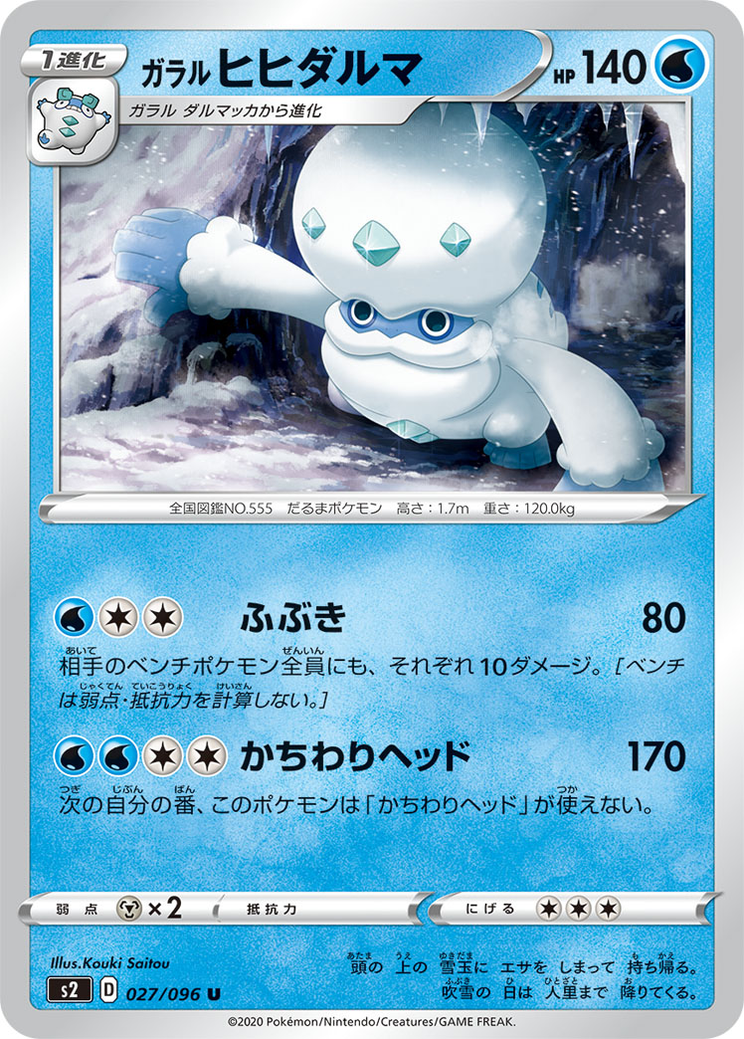 1進化
ガラル ヒヒダルマ
HP 140
ガラル ダルマッカから進化
全国図鑑NO.555 だるまポケモン 高さ:1.7m 重さ:120.0kg
ふぶき 80
相手のベンチポケモン全員にも、それぞれ10ダメージ。[ベンチ
は弱点・抵抗力を計算しない。]
かちわりヘッド 170
次の自分の番、このポケモンは「かちわりヘッド」が使えない。
弱点 ×2 抵抗力 にげる
Illus.Kouki Saitou
頭の 上の 雪玉に エサを しまって 持ち帰る。
吹雪の 日は 人里まで 降りてくる。
s2 D 027/096 U
©2020 Pokémon/Nintendo/Creatures/GAME FREAK.